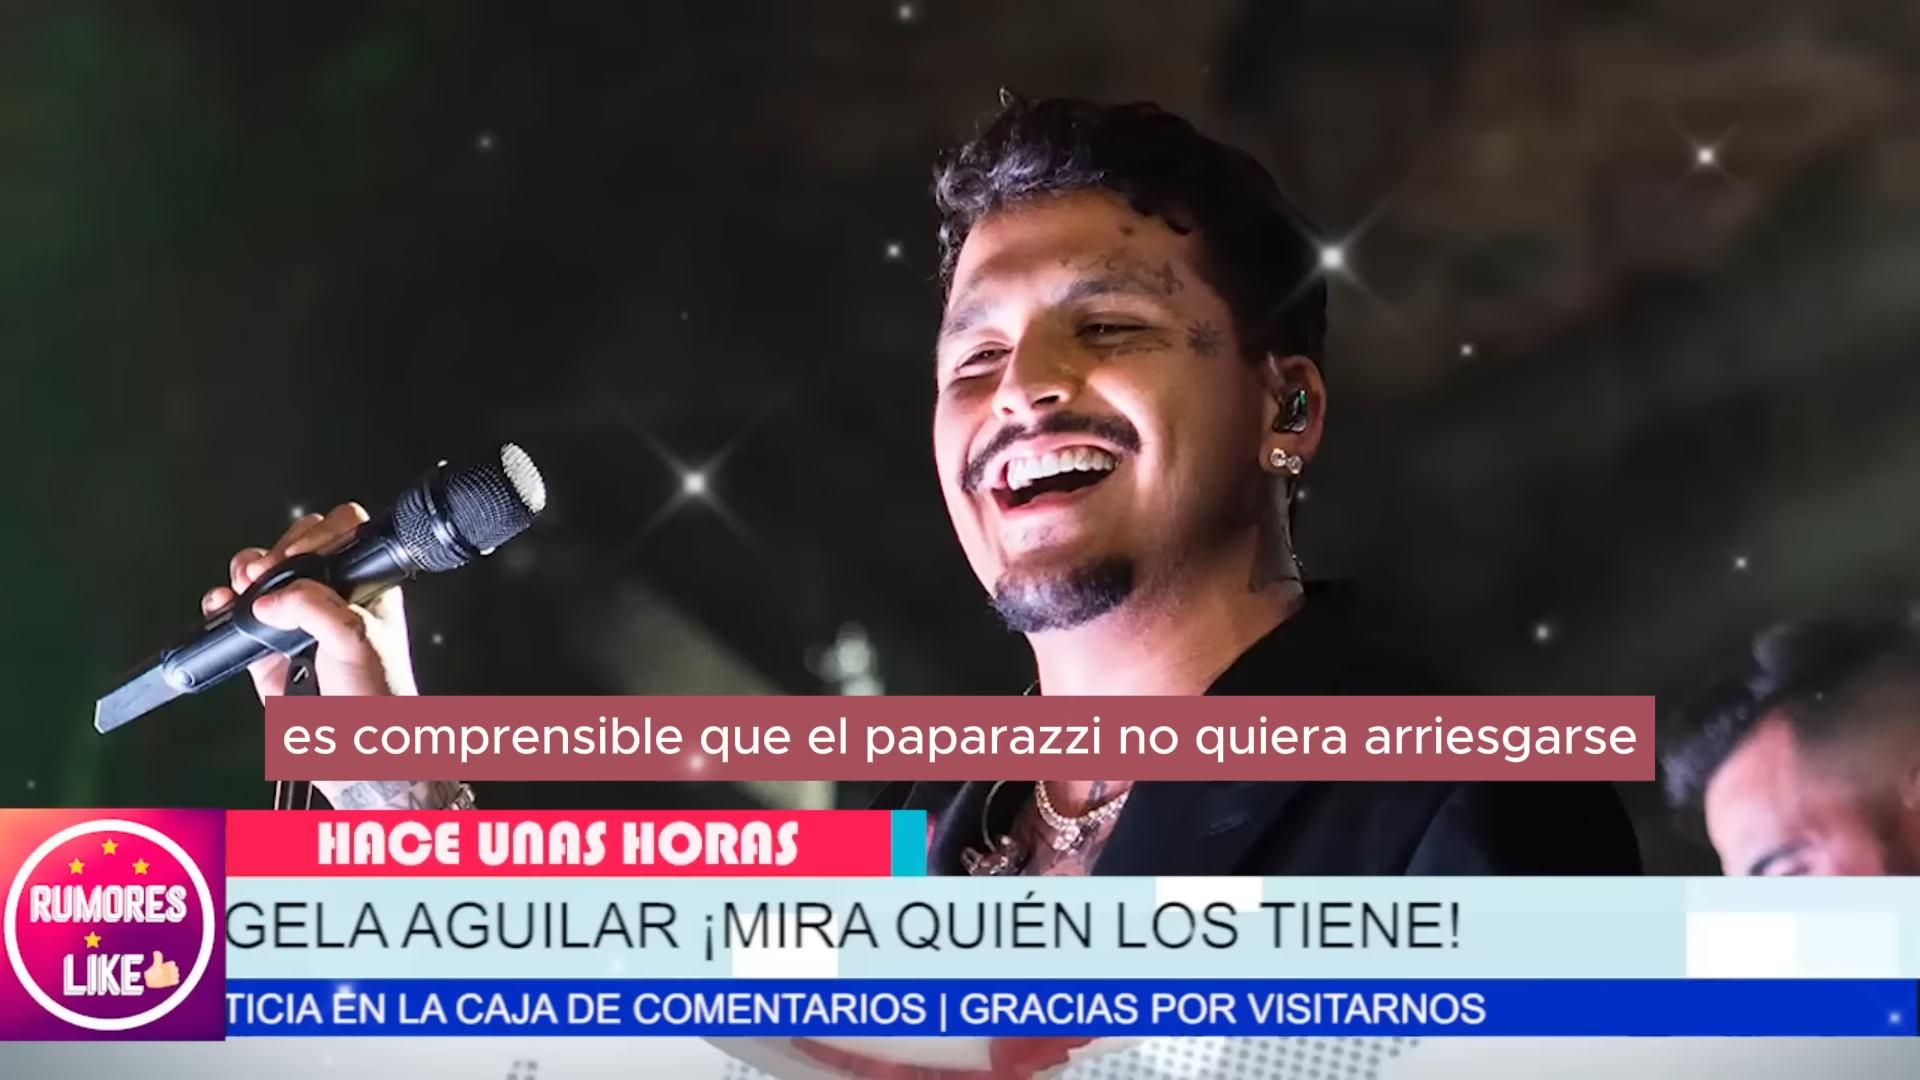 es comprensible que el paparazzi no quiera arriesgarse
HACE UNAS HORAS
RUMORES
LIKE
GELA AGUILAR ¡MIRA QUIÉN LOS TIENE!
TICIA EN LA CAJA DE COMENTARIOS | GRACIAS POR VISITARNOS